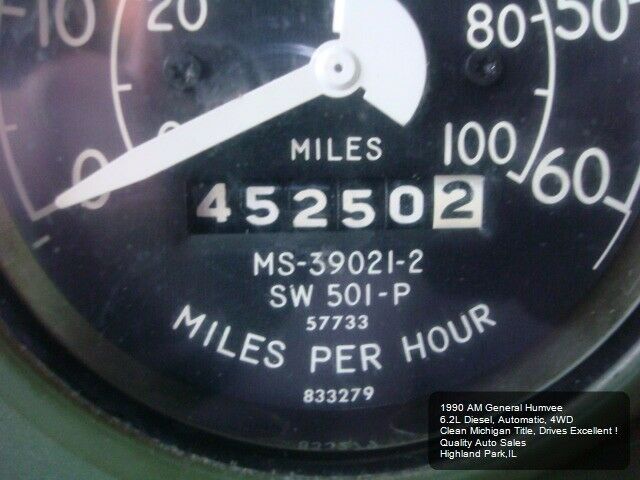 20
80
50
0
0
MILES
100
60
452502
MS-39021-2
SW 501-P
57733
MILES PER HOUR
833279
1990 AM General Humvee
6.2L Diesel, Automatic, 4WD
Clean Michigan Title, Drives Excellent !
Quality Auto Sales
Highland Park,IL